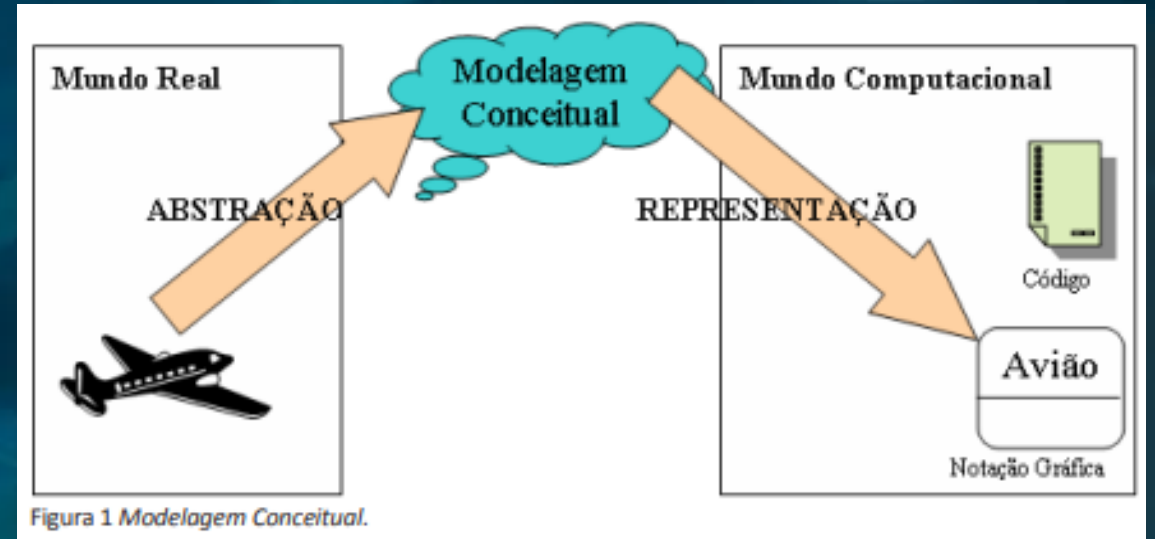 Mundo Real
Modelagem
Conceitual
Mundo Computacional
ABSTRAÇÃO
REPRESENTAÇÃO
Código
Avião
Notação Gráfica
Figura 1 Modelagem Conceitual.